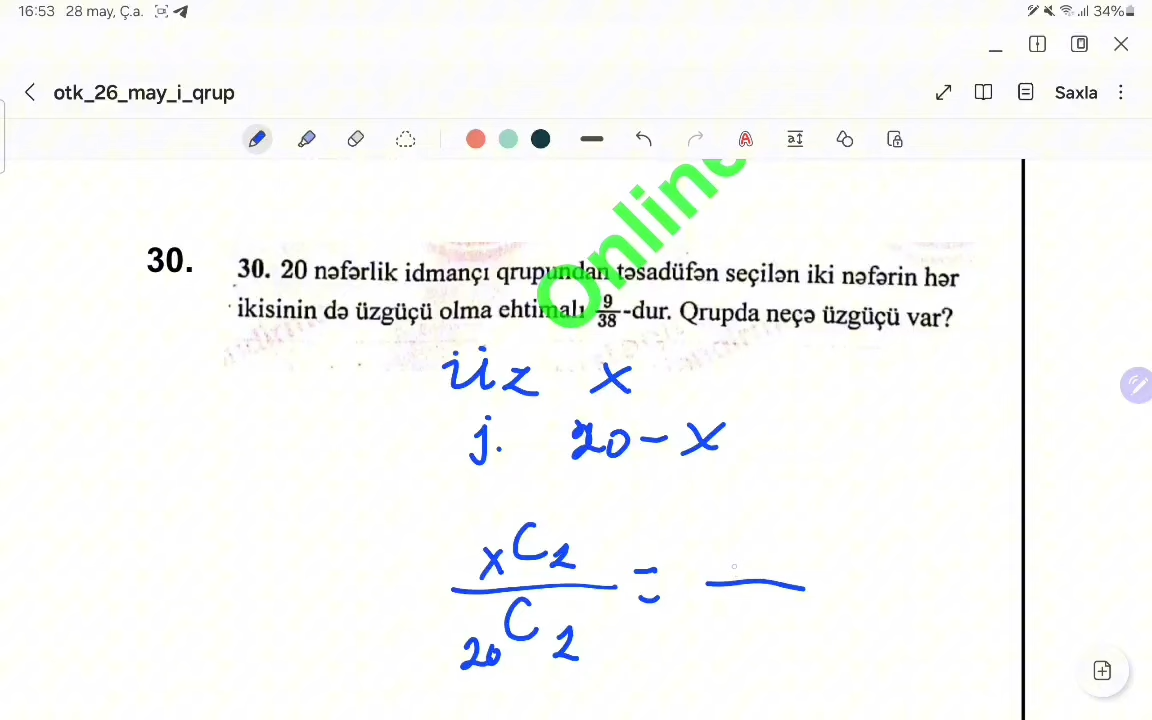 16:53 28 may, Ç.a. 34%
otk_26_may_i_qrup Saxla
Online
30.
30. 20 nəfərlik idmançı qrupundan təsadüfən seçilən iki nəfərin hər
ikisinin də üzgüçü olma ehtimalı 9/38-dur. Qrupda neçə üzgüçü var?
üz x
j. 20 - x
xC2
=
20C2